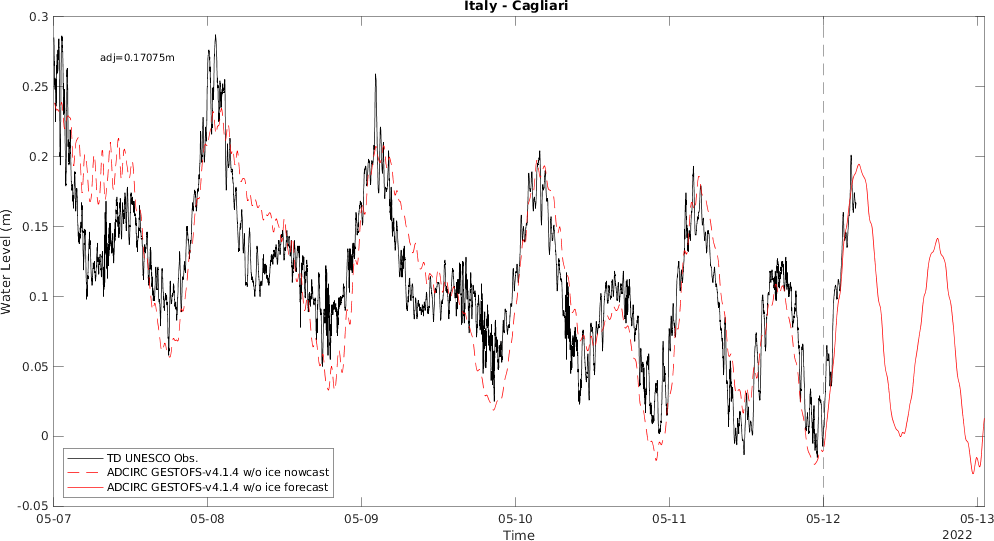 Italy - Cagliari
adj=0.17075m
0.3
0.25
0.2
0.15
0.1
0.05
0
-0.05
Water Level (m)
TD UNESCO Obs.
ADCIRC GESTOFS-v4.1.4 w/o ice nowcast
ADCIRC GESTOFS-v4.1.4 w/o ice forecast
05-07 05-08 05-09 05-10 05-11 05-12 05-13
Time
2022